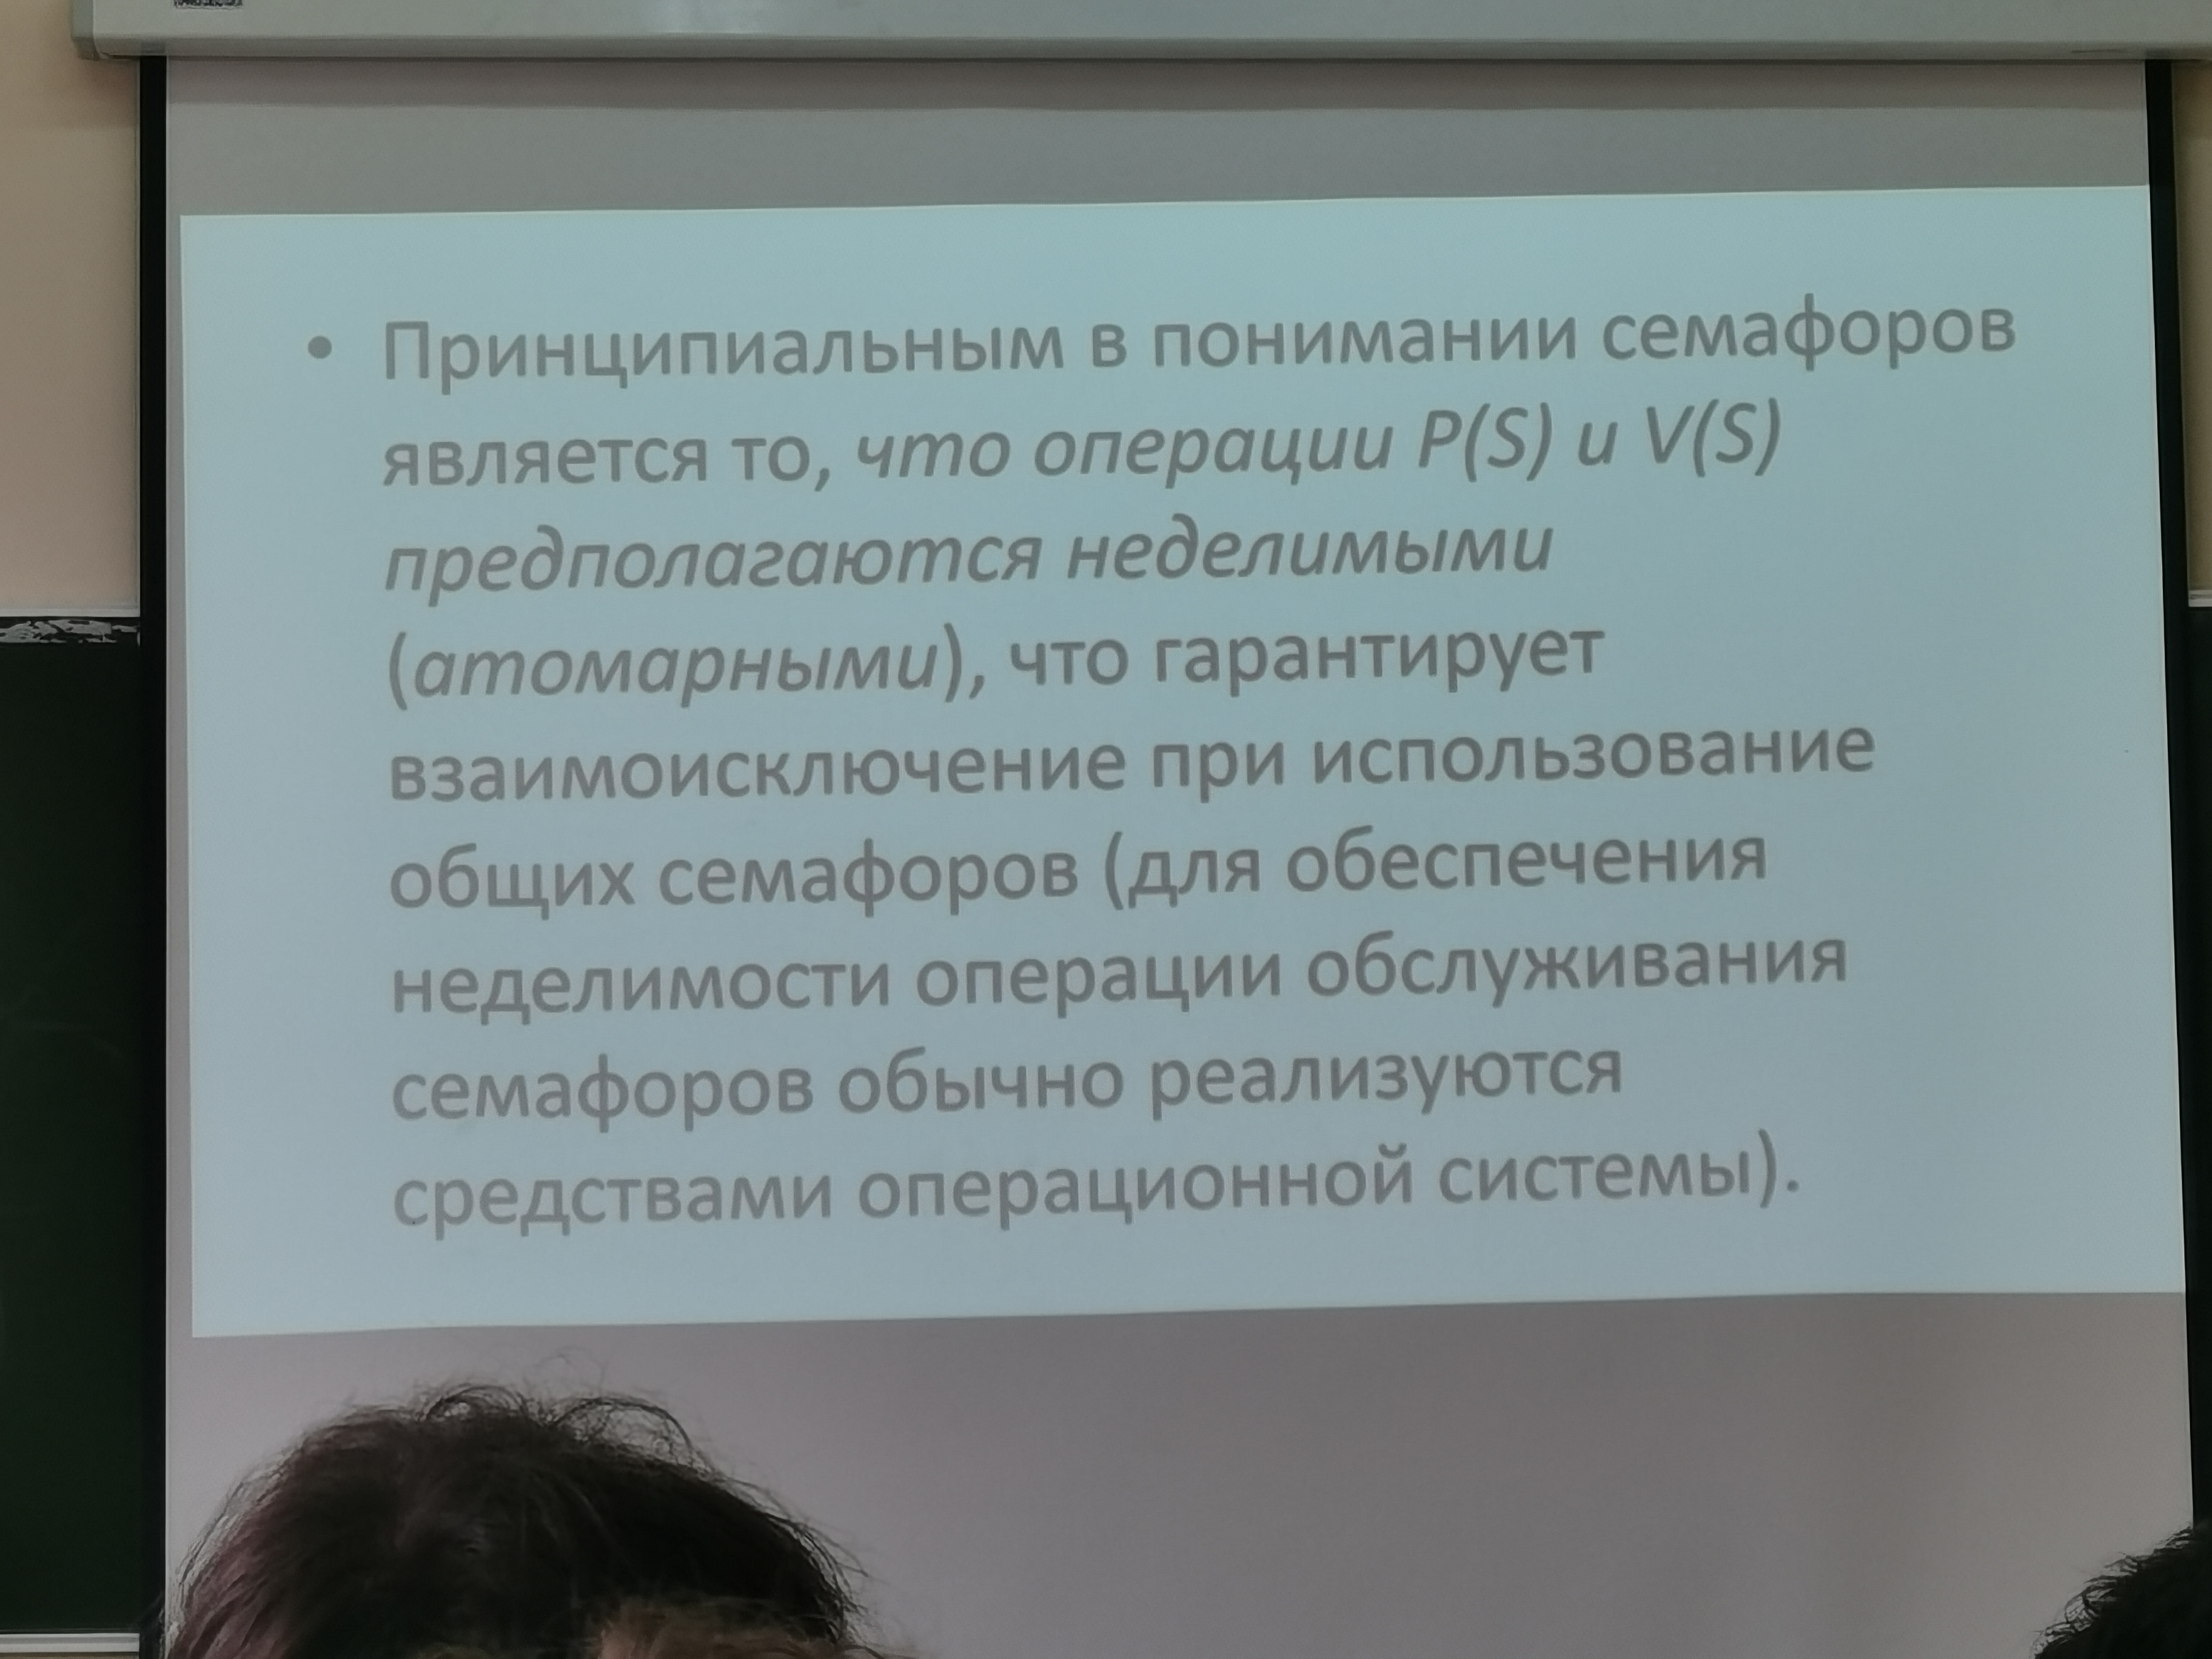 • Принципиальным в понимании семафоров
является то, что операции P(S) и V(S)
предполагаются неделимыми
(атомарными), что гарантирует
взаимоисключение при использование
общих семафоров (для обеспечения
неделимости операции обслуживания
семафоров обычно реализуются
средствами операционной системы).